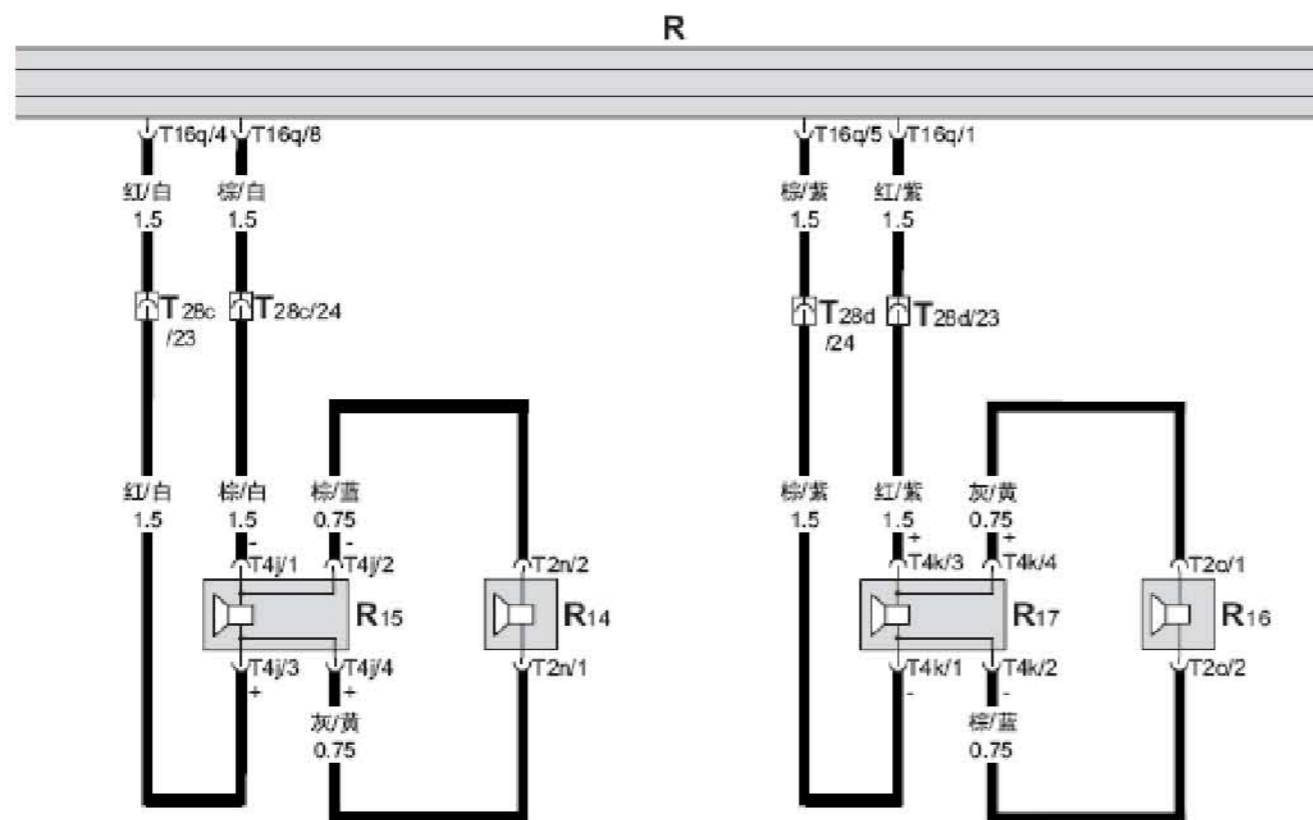 R
T16q/4 T16q/8 T16q/5 T16q/1
红/白 棕/白 棕/紫 红/紫
1.5 1.5 1.5 1.5
T28c T28c/24 T28d T28d/23
/23 /24
红/白 棕/白 棕/蓝 棕/紫 红/紫 灰/黄
1.5 1.5 0.75 1.5 1.5 0.75
- - + +
T4j/1 T4j/2 T2n/2 T4k/3 T4k/4 T2o/1
R15 R14 R17 R16
T4j/3 T4j/4 T2n/1 T4k/1 T4k/2 T2o/2
+ + - -
灰/黄 棕/蓝
0.75 0.75